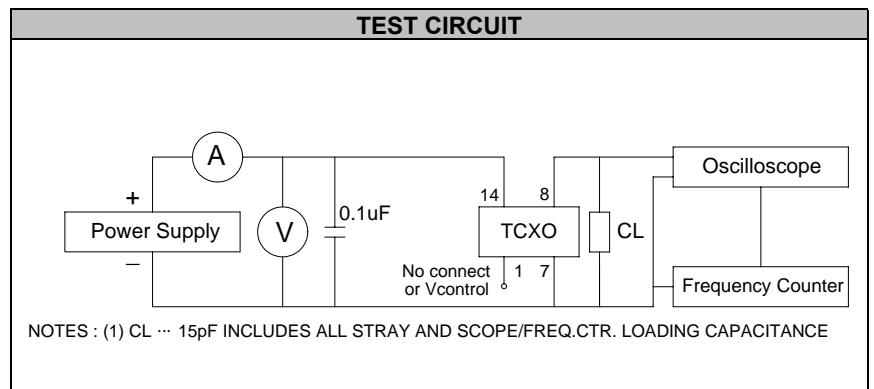 TEST CIRCUIT
A
Oscilloscope
14
8
+
0.1uF
Power Supply
V
TCXO
CL
−
No connect
or Vcontrol
1
7
Frequency Counter
NOTES : (1) CL ··· 15pF INCLUDES ALL STRAY AND SCOPE/FREQ.CTR. LOADING CAPACITANCE